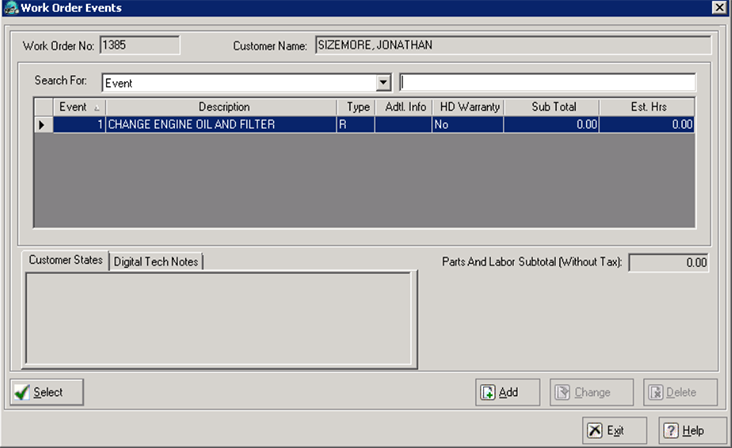 Work Order Events
Work Order No: 1385 Customer Name: SIZEMORE, JONATHAN
Search For: Event
Event Description Type Adtl. Info HD Warranty Sub Total Est. Hrs
1 CHANGE ENGINE OIL AND FILTER R No 0.00 0.00
Customer States Digital Tech Notes Parts And Labor Subtotal (Without Tax): 0.00
Select Add Change Delete
Exit Help